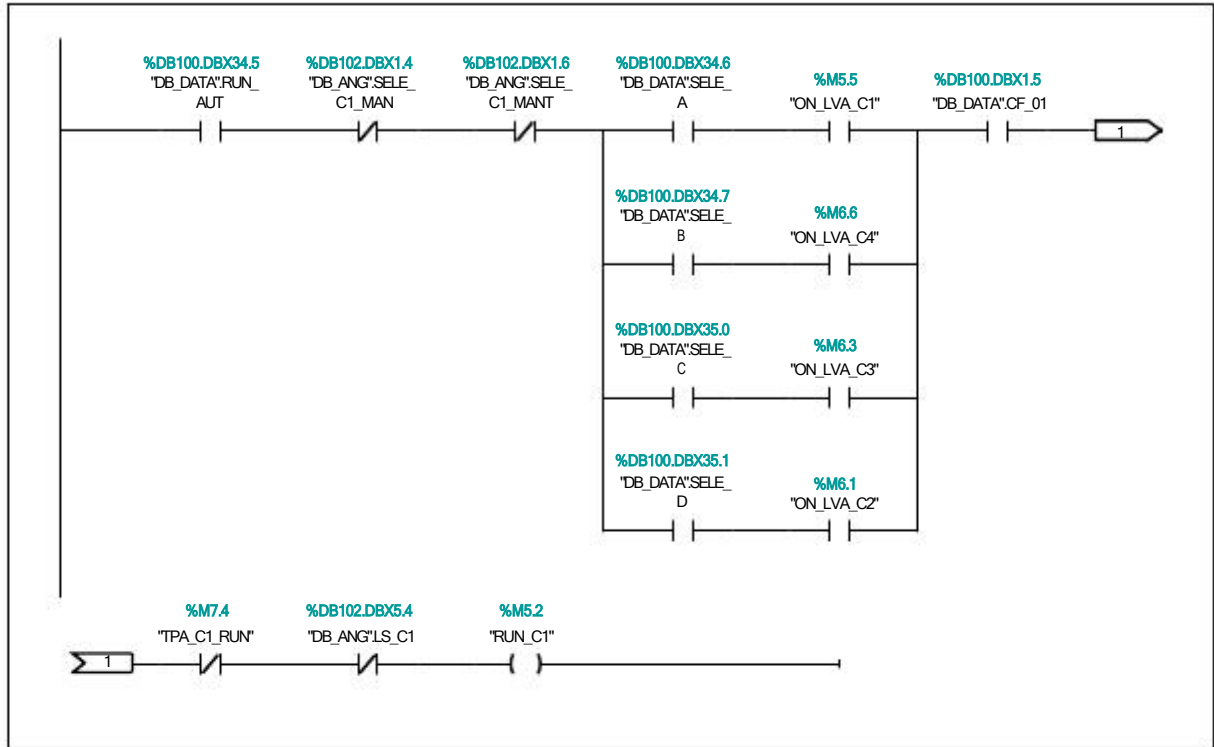 %DB100.DBX34.5 %DB102.DBX1.4 %DB102.DBX1.6 %DB100.DBX34.6 %DB100.DBX1.5
"DB_DATA".RUN_ "DB_ANG".SELE_ "DB_ANG".SELE_ "DB_DATA".SELE_ %M5.5
AUT C1_MAN C1_MANT A "ON_LVA_C1" "DB_DATA".CF_01
1
%DB100.DBX34.7
"DB_DATA".SELE_ %M6.6
B "ON_LVA_C4"
%DB100.DBX35.0
"DB_DATA".SELE_ %M6.3
C "ON_LVA_C3"
%DB100.DBX35.1
"DB_DATA".SELE_ %M6.1
D "ON_LVA_C2"
%M7.4 %DB102.DBX5.4 %M5.2
"TPA_C1_RUN" "DB_ANG".LS_C1 "RUN_C1"
1